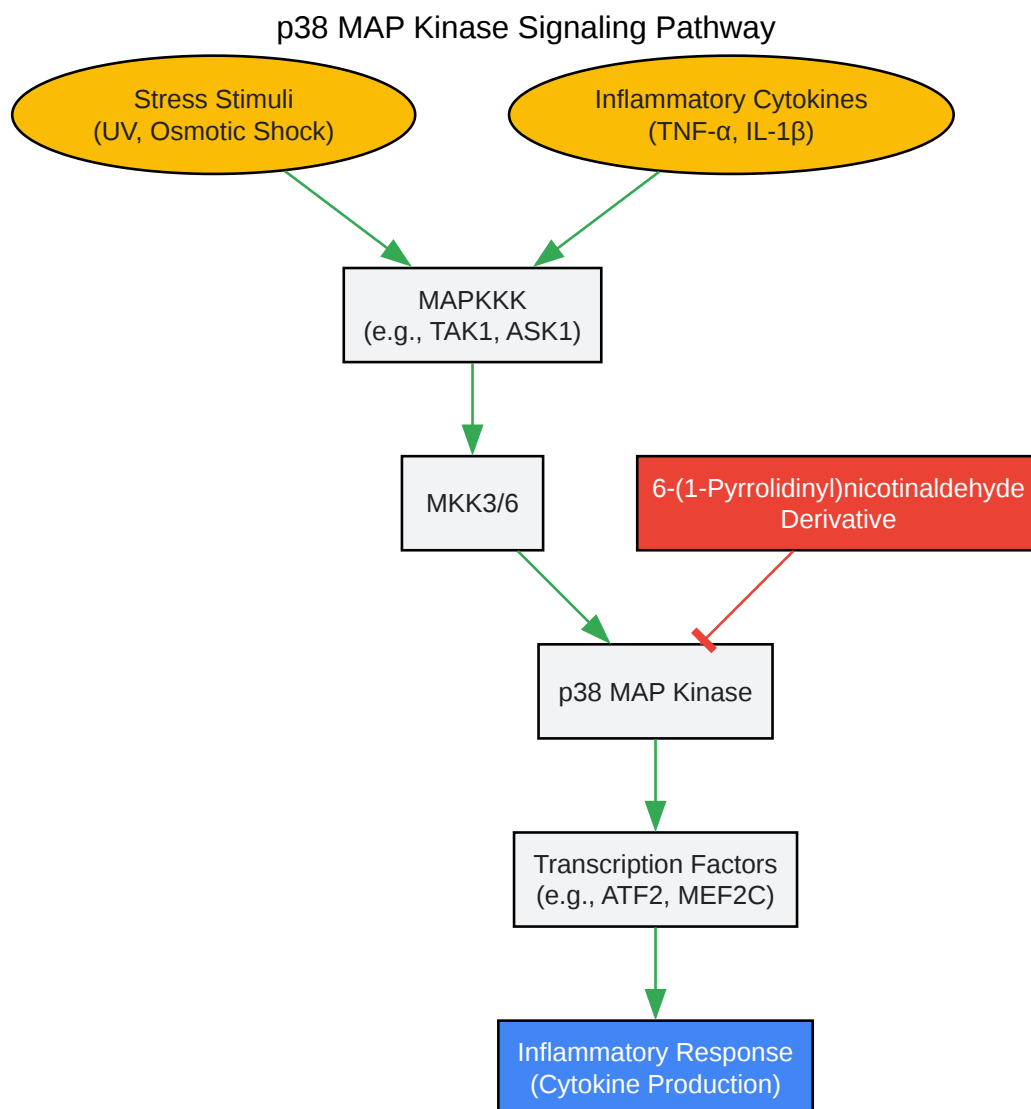 p38 MAP Kinase Signaling Pathway
Stress Stimuli
(UV, Osmotic Shock)
Inflammatory Cytokines
(TNF-α, IL-1β)
MAPKKK
(e.g., TAK1, ASK1)
MKK3/6
6-(1-Pyrrolidinyl)nicotinaldehyde
Derivative
p38 MAP Kinase
Transcription Factors
(e.g., ATF2, MEF2C)
Inflammatory Response
(Cytokine Production)